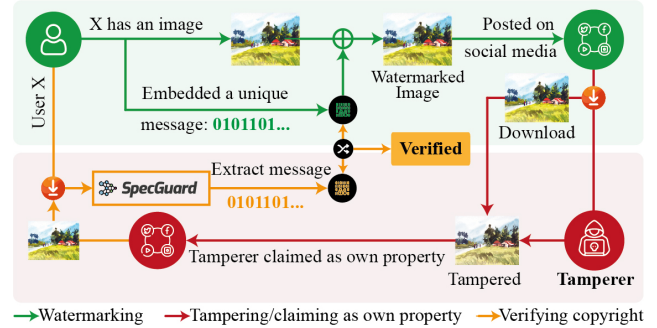 X has an image
Posted on
social media
User X
Watermarked
Image
Embedded a unique
message: 0101101...
Download
Verified
Extract message
SpecGuard
0101101...
Tamperer claimed as own property
Tampered
Tamperer
Watermarking
Tampering/claiming as own property
Verifying copyright